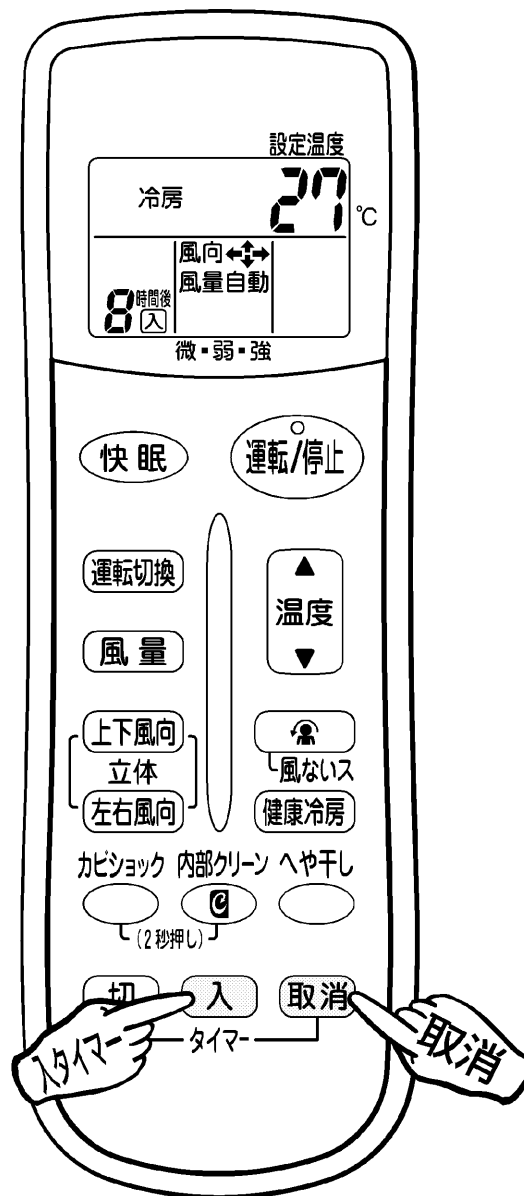 設定温度
冷房 27 ℃
風向
風量自動
8 時間後 入
微・弱・強
快眠
運転/停止
運転切換
▲
温度
▼
風量
上下風向
立体
左右風向
風ないス
健康冷房
カビショック 内部クリーン へや干し
C
(2秒押し)
切 入 取消
タイマー
入タイマー
取消